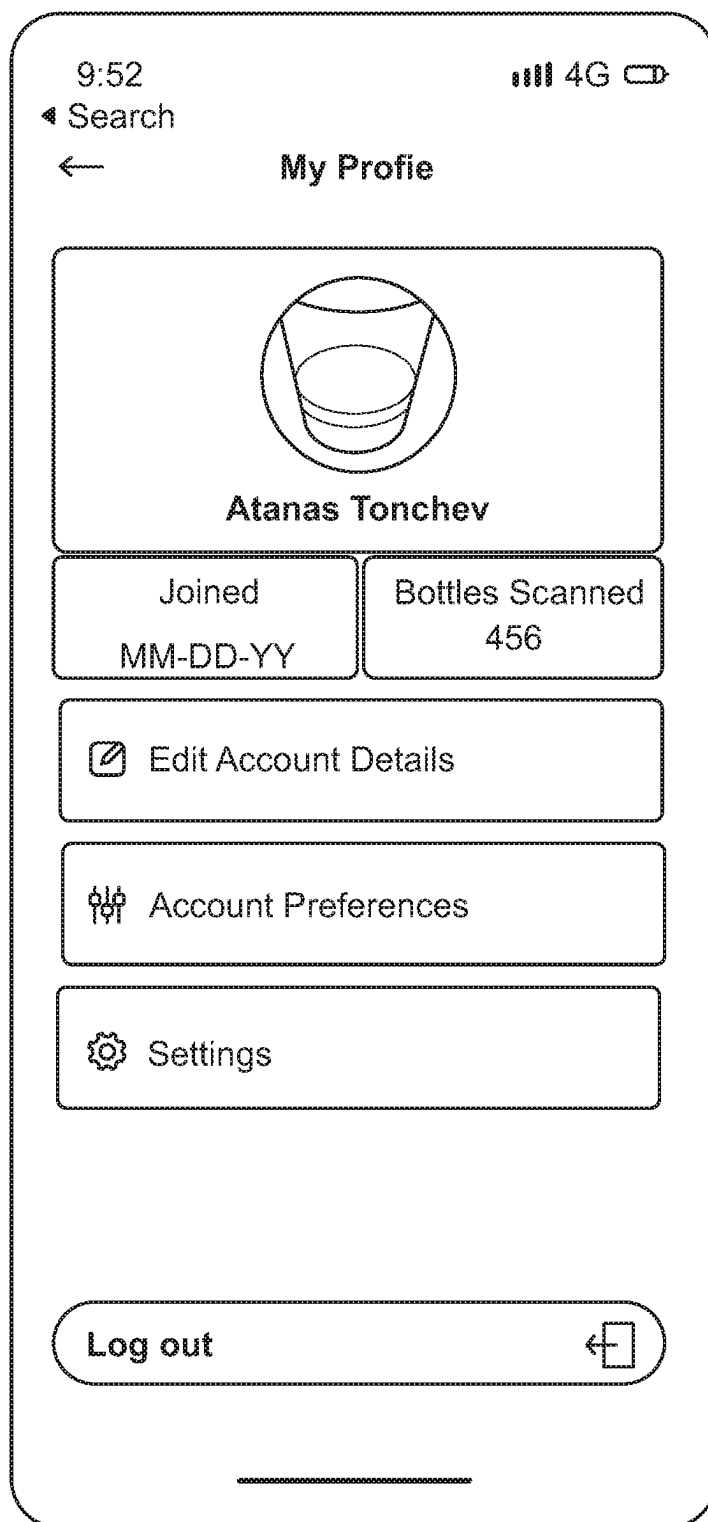 9:52 4G
Search
My Profie
Atanas Tonchev
Joined
MM-DD-YY
Bottles Scanned
456
Edit Account Details
Account Preferences
Settings
Log out